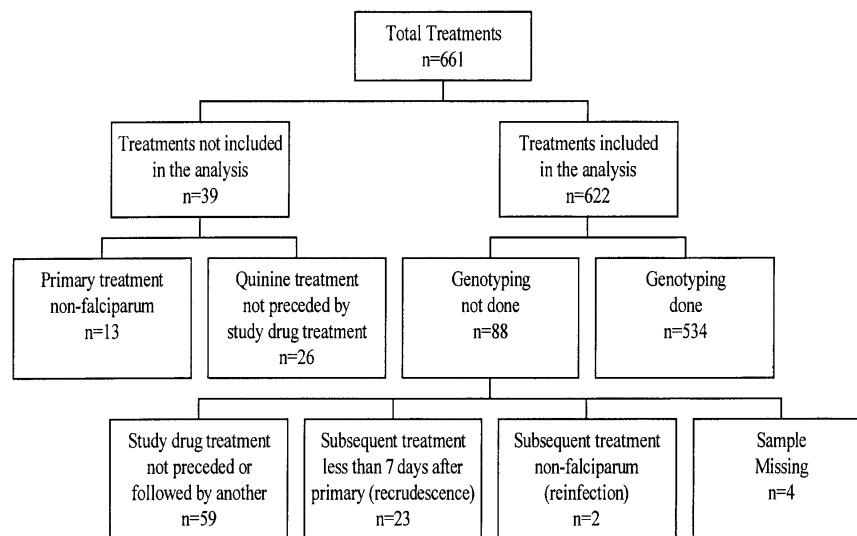 Total Treatments
n=661
Treatments not included
in the analysis
n=39
Treatments included
in the analysis
n=622
Primary treatment
non-falciparum
n=13
Quinine treatment
not preceded by
study drug treatment
n=26
Genotyping
not done
n=88
Genotyping
done
n=534
Study drug treatment
not preceded or
followed by another
n=59
Subsequent treatment
less than 7 days after
primary (recrudescence)
n=23
Subsequent treatment
non-falciparum
(reinfection)
n=2
Sample
Missing
n=4